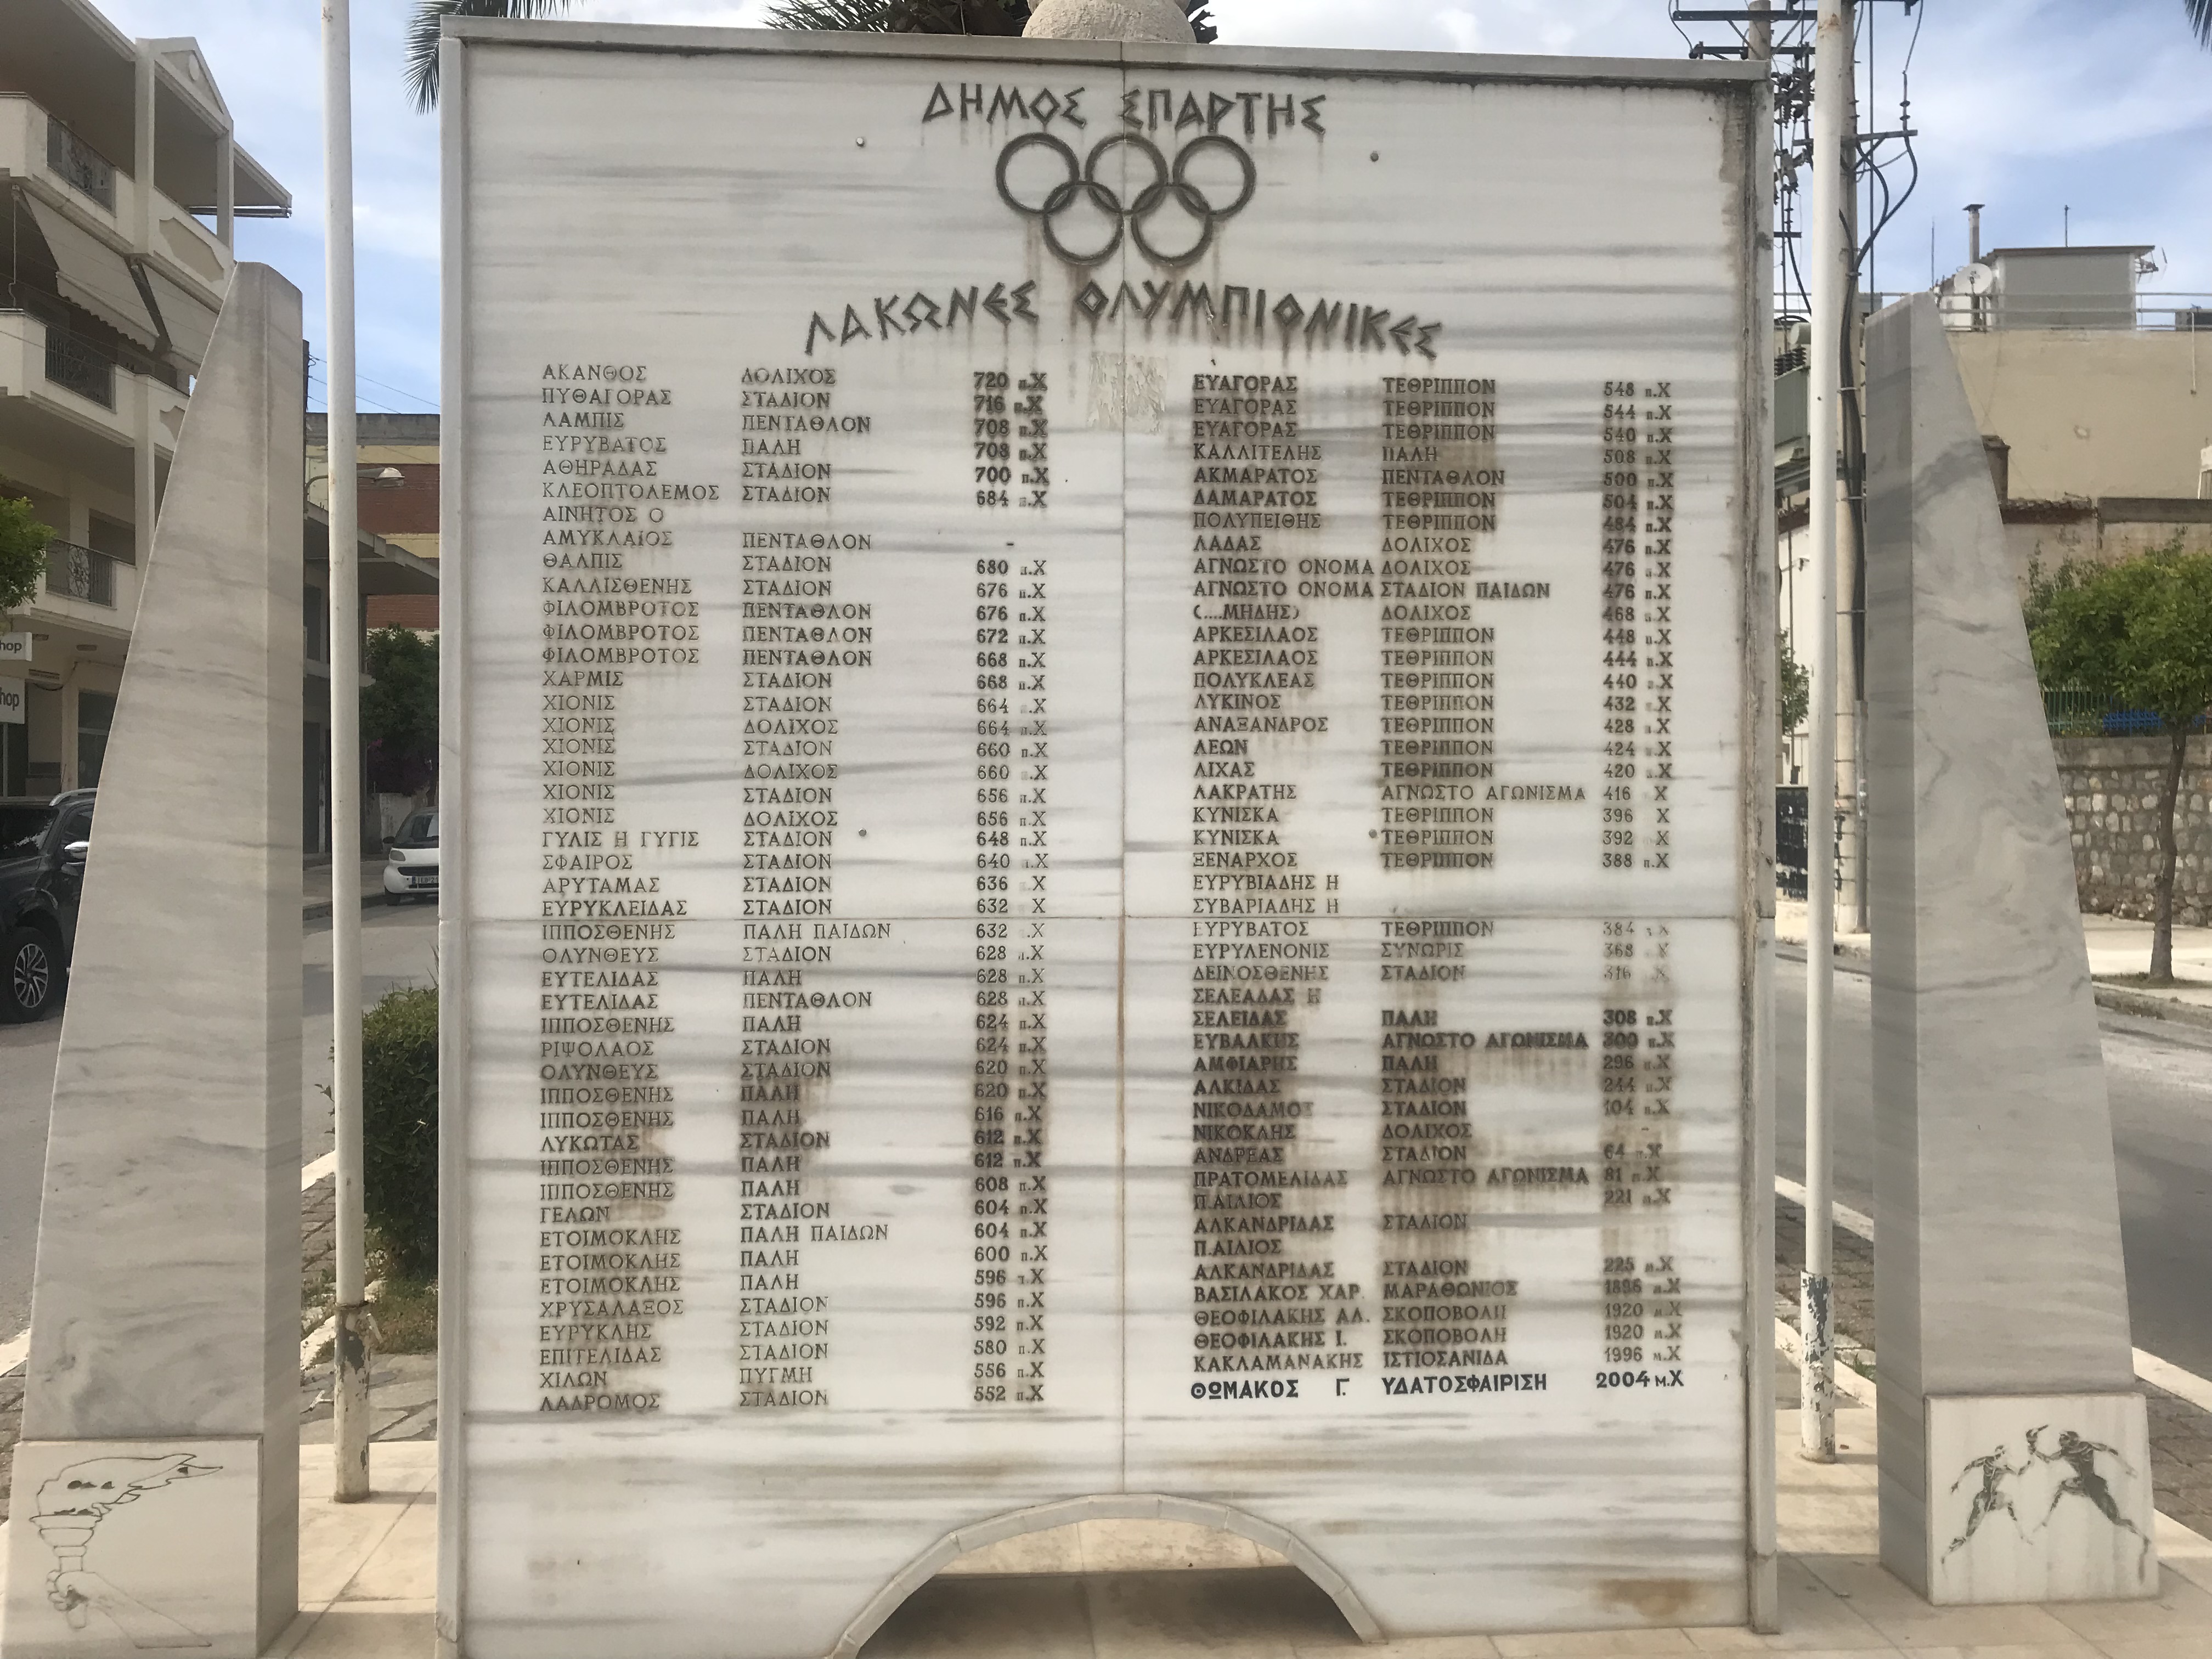 ΔΗΜΟΣ ΣΠΑΡΤΗΣ
ΛΑΚΩΝΕΣ ΟΛΥΜΠΙΟΝΙΚΕΣ
ΑΚΑΝΘΟΣ ΔΟΛΙΧΟΣ 720 π.Χ
ΠΥΘΑΓΟΡΑΣ ΣΤΑΔΙΟΝ 716 π.Χ
ΛΑΜΠΙΣ ΠΕΝΤΑΘΛΟΝ 708 π.Χ
ΕΥΡΥΒΑΤΟΣ ΠΑΛΗ 708 π.Χ
ΑΘΗΡΑΔΑΣ ΣΤΑΔΙΟΝ 700 π.Χ
ΚΛΕΟΠΤΟΛΕΜΟΣ ΣΤΑΔΙΟΝ 684 π.Χ
ΑΙΝΗΤΟΣ Ο
ΑΜΥΚΛΑΙΟΣ ΠΕΝΤΑΘΛΟΝ -
ΘΑΛΠΙΣ ΣΤΑΔΙΟΝ 680 π.Χ
ΚΑΛΛΙΣΘΕΝΗΣ ΣΤΑΔΙΟΝ 676 π.Χ
ΦΙΛΟΜΒΡΟΤΟΣ ΠΕΝΤΑΘΛΟΝ 676 π.Χ
ΦΙΛΟΜΒΡΟΤΟΣ ΠΕΝΤΑΘΛΟΝ 672 π.Χ
ΦΙΛΟΜΒΡΟΤΟΣ ΠΕΝΤΑΘΛΟΝ 668 π.Χ
ΧΑΡΜΙΣ ΣΤΑΔΙΟΝ 668 π.Χ
ΧΙΟΝΙΣ ΣΤΑΔΙΟΝ 664 π.Χ
ΧΙΟΝΙΣ ΔΟΛΙΧΟΣ 664 π.Χ
ΧΙΟΝΙΣ ΣΤΑΔΙΟΝ 660 π.Χ
ΧΙΟΝΙΣ ΔΟΛΙΧΟΣ 660 π.Χ
ΧΙΟΝΙΣ ΣΤΑΔΙΟΝ 656 π.Χ
ΧΙΟΝΙΣ ΔΟΛΙΧΟΣ 656 π.Χ
ΓΥΛΙΣ Η ΓΥΓΙΣ ΣΤΑΔΙΟΝ 648 π.Χ
ΣΦΑΙΡΟΣ ΣΤΑΔΙΟΝ 640 π.Χ
ΑΡΥΤΑΜΑΣ ΣΤΑΔΙΟΝ 636 Χ
ΕΥΡΥΚΛΕΙΔΑΣ ΣΤΑΔΙΟΝ 632 Χ
ΙΠΠΟΣΘΕΝΗΣ ΠΑΛΗ ΠΑΙΔΩΝ 632 .Χ
ΟΛΥΝΘΕΥΣ ΣΤΑΔΙΟΝ 628 π.Χ
ΕΥΤΕΛΙΔΑΣ ΠΑΛΗ 628 π.Χ
ΕΥΤΕΛΙΔΑΣ ΠΕΝΤΑΘΛΟΝ 628 π.Χ
ΙΠΠΟΣΘΕΝΗΣ ΠΑΛΗ 624 π.Χ
ΡΙΨΟΛΑΟΣ ΣΤΑΔΙΟΝ 624 π.Χ
ΟΛΥΝΘΕΥΣ ΣΤΑΔΙΟΝ 620 π.Χ
ΙΠΠΟΣΘΕΝΗΣ ΠΑΛΗ 620 π.Χ
ΙΠΠΟΣΘΕΝΗΣ ΠΑΛΗ 616 π.Χ
ΛΥΚΩΤΑΣ ΣΤΑΔΙΟΝ 612 π.Χ
ΙΠΠΟΣΘΕΝΗΣ ΠΑΛΗ 612 π.Χ
ΙΠΠΟΣΘΕΝΗΣ ΠΑΛΗ 608 π.Χ
ΓΕΛΩΝ ΣΤΑΔΙΟΝ 604 π.Χ
ΕΤΟΙΜΟΚΛΗΣ ΠΑΛΗ ΠΑΙΔΩΝ 604 π.Χ
ΕΤΟΙΜΟΚΛΗΣ ΠΑΛΗ 600 π.Χ
ΕΤΟΙΜΟΚΛΗΣ ΠΑΛΗ 596 π.Χ
ΧΡΥΣΑΛΑΞΟΣ ΣΤΑΔΙΟΝ 596 π.Χ
ΕΥΡΥΚΛΗΣ ΣΤΑΔΙΟΝ 592 π.Χ
ΕΠΙΤΕΛΙΔΑΣ ΣΤΑΔΙΟΝ 580 π.Χ
ΧΙΛΩΝ ΠΥΓΜΗ 556 π.Χ
ΛΑΔΡΟΜΟΣ ΣΤΑΔΙΟΝ 552 π.Χ
ΕΥΑΓΟΡΑΣ ΤΕΘΡΙΠΠΟΝ 548 π.Χ
ΕΥΑΓΟΡΑΣ ΤΕΘΡΙΠΠΟΝ 544 π.Χ
ΕΥΑΓΟΡΑΣ ΤΕΘΡΙΠΠΟΝ 540 π.Χ
ΚΑΛΛΙΤΕΛΗΣ ΠΑΛΗ 508 π.Χ
ΑΚΜΑΡΑΤΟΣ ΠΕΝΤΑΘΛΟΝ 500 π.Χ
ΔΑΜΑΡΑΤΟΣ ΤΕΘΡΙΠΠΟΝ 504 π.Χ
ΠΟΛΥΠΕΙΘΗΣ ΤΕΘΡΙΠΠΟΝ 484 π.Χ
ΛΑΔΑΣ ΔΟΛΙΧΟΣ 476 π.Χ
ΑΓΝΩΣΤΟ ΟΝΟΜΑ ΔΟΛΙΧΟΣ 476 π.Χ
ΑΓΝΩΣΤΟ ΟΝΟΜΑ ΣΤΑΔΙΟΝ ΠΑΙΔΩΝ 476 π.Χ
(....ΜΗΔΗΣ) ΔΟΛΙΧΟΣ 468 π.Χ
ΑΡΚΕΣΙΛΑΟΣ ΤΕΘΡΙΠΠΟΝ 448 π.Χ
ΑΡΚΕΣΙΛΑΟΣ ΤΕΘΡΙΠΠΟΝ 444 π.Χ
ΠΟΛΥΚΛΕΑΣ ΤΕΘΡΙΠΠΟΝ 440 π.Χ
ΛΥΚΙΝΟΣ ΤΕΘΡΙΠΠΟΝ 432 π.Χ
ΑΝΑΞΑΝΔΡΟΣ ΤΕΘΡΙΠΠΟΝ 428 π.Χ
ΛΕΩΝ ΤΕΘΡΙΠΠΟΝ 424 π.Χ
ΛΙΧΑΣ ΤΕΘΡΙΠΠΟΝ 420 π.Χ
ΛΑΚΡΑΤΗΣ ΑΓΝΩΣΤΟ ΑΓΩΝΙΣΜΑ 416 Χ
ΚΥΝΙΣΚΑ ΤΕΘΡΙΠΠΟΝ 396 Χ
ΚΥΝΙΣΚΑ ΤΕΘΡΙΠΠΟΝ 392 Χ
ΞΕΝΑΡΧΟΣ ΤΕΘΡΙΠΠΟΝ 388 π.Χ
ΕΥΡΥΒΙΑΔΗΣ Η
ΣΥΒΑΡΙΑΔΗΣ Η
ΕΥΡΥΒΑΤΟΣ ΤΕΘΡΙΠΠΟΝ 384 π.Χ
ΕΥΡΥΛΕΝΟΝΙΣ ΣΥΝΩΡΙΣ 368 Χ
ΔΕΙΝΟΣΘΕΝΗΣ ΣΤΑΔΙΟΝ 316 Χ
ΣΕΛΕΑΔΑΣ Η
ΣΕΛΕΙΔΑΣ ΠΑΛΗ 308 π.Χ
ΕΥΒΑΛΚΗΣ ΑΓΝΩΣΤΟ ΑΓΩΝΙΣΜΑ 300 π.Χ
ΑΜΦΙΑΡΗΣ ΠΑΛΗ 296 π.Χ
ΑΛΚΙΔΑΣ ΣΤΑΔΙΟΝ 244 π.Χ
ΝΙΚΟΔΑΜΟΣ ΣΤΑΔΙΟΝ 104 π.Χ
ΝΙΚΟΚΛΗΣ ΔΟΛΙΧΟΣ -
ΑΝΔΡΕΑΣ ΣΤΑΔΙΟΝ 64 π.Χ
ΠΡΑΤΟΜΕΛΙΔΑΣ ΑΓΝΩΣΤΟ ΑΓΩΝΙΣΜΑ 81 π.Χ
Π.ΑΙΛΙΟΣ 221 μ.Χ
ΑΛΚΑΝΔΡΙΔΑΣ ΣΤΑΔΙΟΝ
Π.ΑΙΛΙΟΣ
ΑΛΚΑΝΔΡΙΔΑΣ ΣΤΑΔΙΟΝ 225 μ.Χ
ΒΑΣΙΛΑΚΟΣ ΧΑΡ. ΜΑΡΑΘΩΝΙΟΣ 1896 μ.Χ
ΘΕΟΦΙΛΑΚΗΣ ΑΛ. ΣΚΟΠΟΒΟΛΗ 1920 μ.Χ
ΘΕΟΦΙΛΑΚΗΣ Ι. ΣΚΟΠΟΒΟΛΗ 1920 μ.Χ
ΚΑΚΛΑΜΑΝΑΚΗΣ ΙΣΤΙΟΣΑΝΙΔΑ 1996 μ.Χ
ΘΩΜΑΚΟΣ Γ. ΥΔΑΤΟΣΦΑΙΡΙΣΗ 2004 μ.Χ
hop
hop